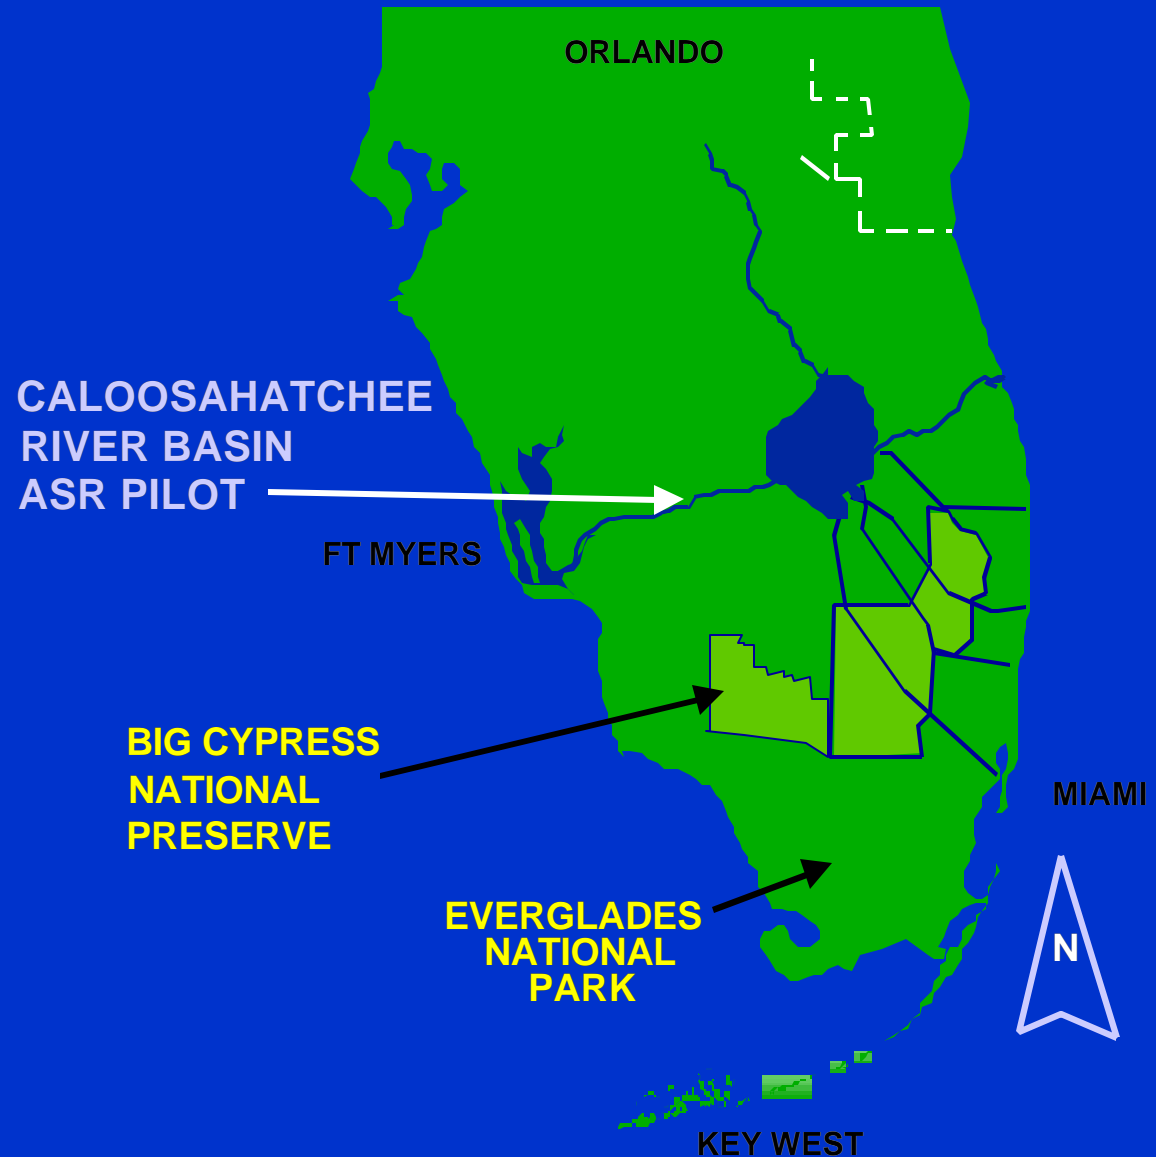 ORLANDO
CALOOSAHATCHEE
RIVER BASIN
ASR PILOT
FT MYERS
BIG CYPRESS
NATIONAL
PRESERVE
MIAMI
EVERGLADES
NATIONAL
PARK
N
KEY WEST